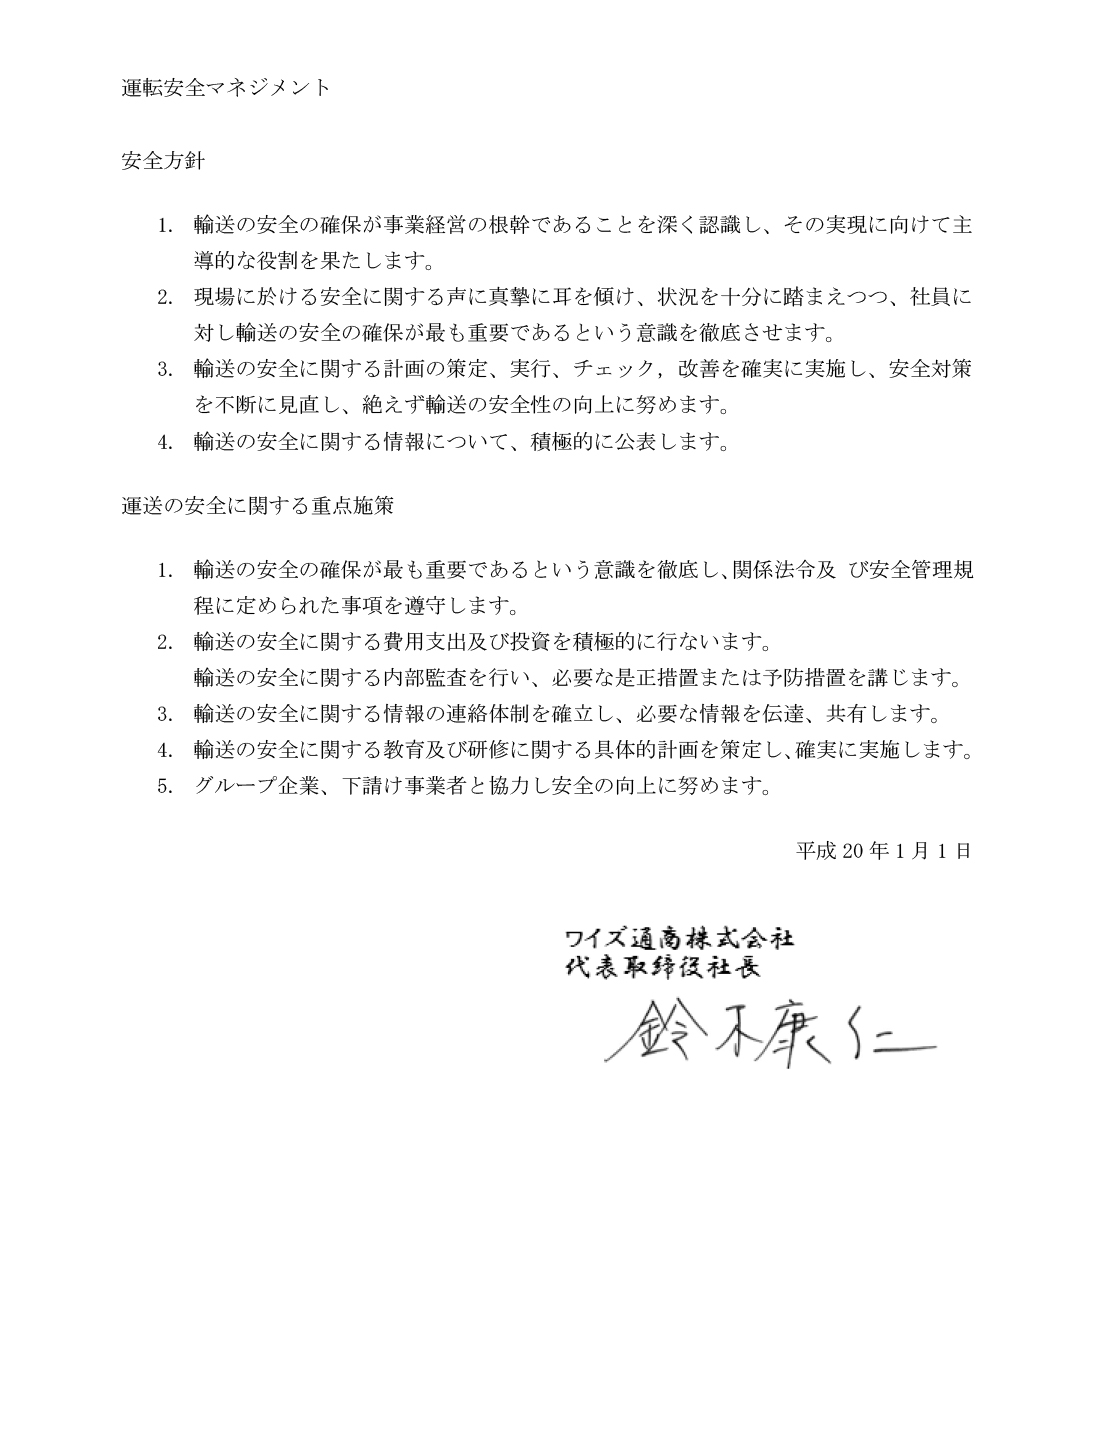 運転安全マネジメント
安全方針
1. 輸送の安全の確保が事業経営の根幹であることを深く認識し、その実現に向けて主
導的な役割を果たします。
2. 現場に於ける安全に関する声に真摯に耳を傾け、状況を十分に踏まえつつ、社員に
対し輸送の安全の確保が最も重要であるという意識を徹底させます。
3. 輸送の安全に関する計画の策定、実行、チェック，改善を確実に実施し、安全対策
を不断に見直し、絶えず輸送の安全性の向上に努めます。
4. 輸送の安全に関する情報について、積極的に公表します。
運送の安全に関する重点施策
1. 輸送の安全の確保が最も重要であるという意識を徹底し、関係法令及 び安全管理規
程に定められた事項を遵守します。
2. 輸送の安全に関する費用支出及び投資を積極的に行ないます。
輸送の安全に関する内部監査を行い、必要な是正措置または予防措置を講じます。
3. 輸送の安全に関する情報の連絡体制を確立し、必要な情報を伝達、共有します。
4. 輸送の安全に関する教育及び研修に関する具体的計画を策定し、確実に実施します。
5. グループ企業、下請け事業者と協力し安全の向上に努めます。
平成 20 年 1 月 1 日
ワイズ通商株式会社
代表取締役社長
鈴木康仁